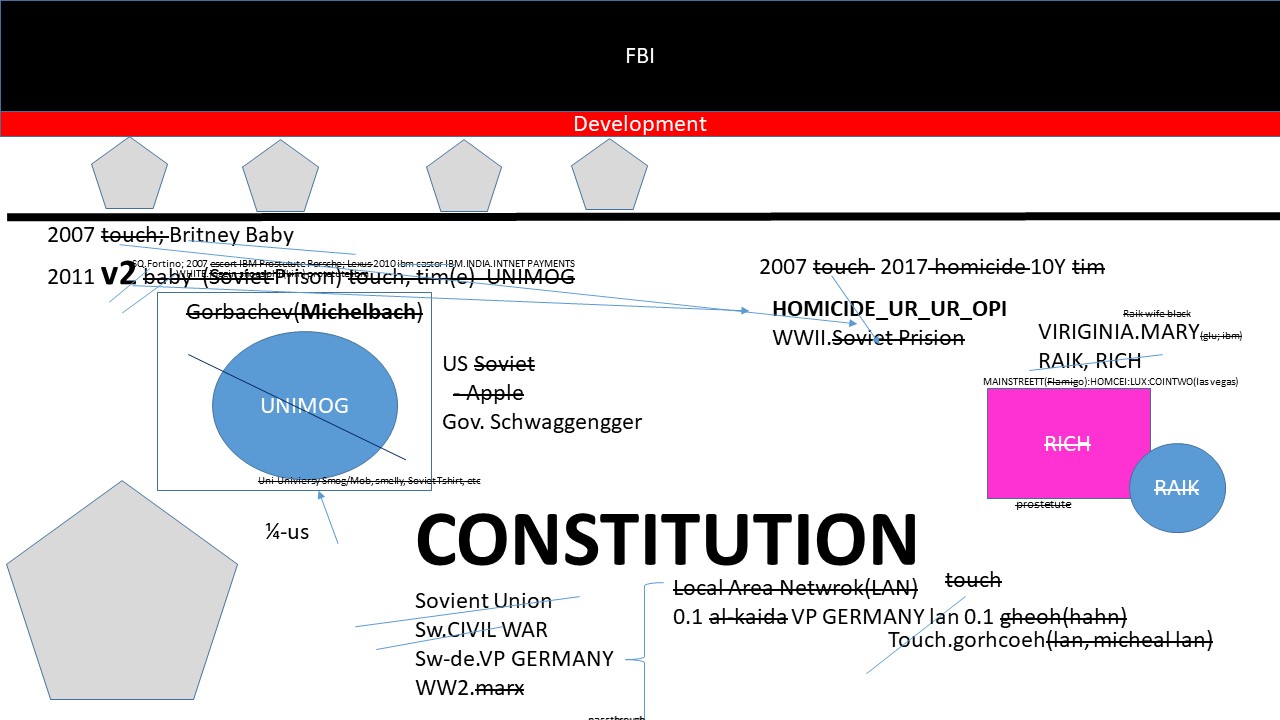 FBI
Development
2007 touch; Britney Baby
SO, Fortino; 2007 escort IBM Prostetute Porsche; Lexus 2010 ibm castor IBM.INDIA.INTNET PAYMENTS
2011 v2 baby (Soviet Prison) touch, tim(e) UNIMOG
Gorbachev(Michelbach)
UNIMOG
Uni-Univiersy Smog/Mob, smelly, Soviet Tshirt, etc
US Soviet
- Apple
Gov. Schwaggengger
2007 touch 2017 homicide 10Y tim
HOMICIDE_UR_UR_OPI
WWII.Soviet Prision
Raik wife black
VIRIGINIA.MARY(glu; ibm)
RAIK, RICH
MAINSTREETT(Flamigo):HOMCEI:LUX:COINTWO(las vegas)
RICH
RAIK
prostetute
¼-us
CONSTITUTION
Sovient Union
Sw.CIVIL WAR
Sw-de.VP GERMANY
WW2.marx
Local Area Netwrok(LAN)
touch
0.1 al-kaida VP GERMANY lan 0.1 gheoh(hahn)
Touch.gorhcoeh(lan, micheal lan)
passthrough